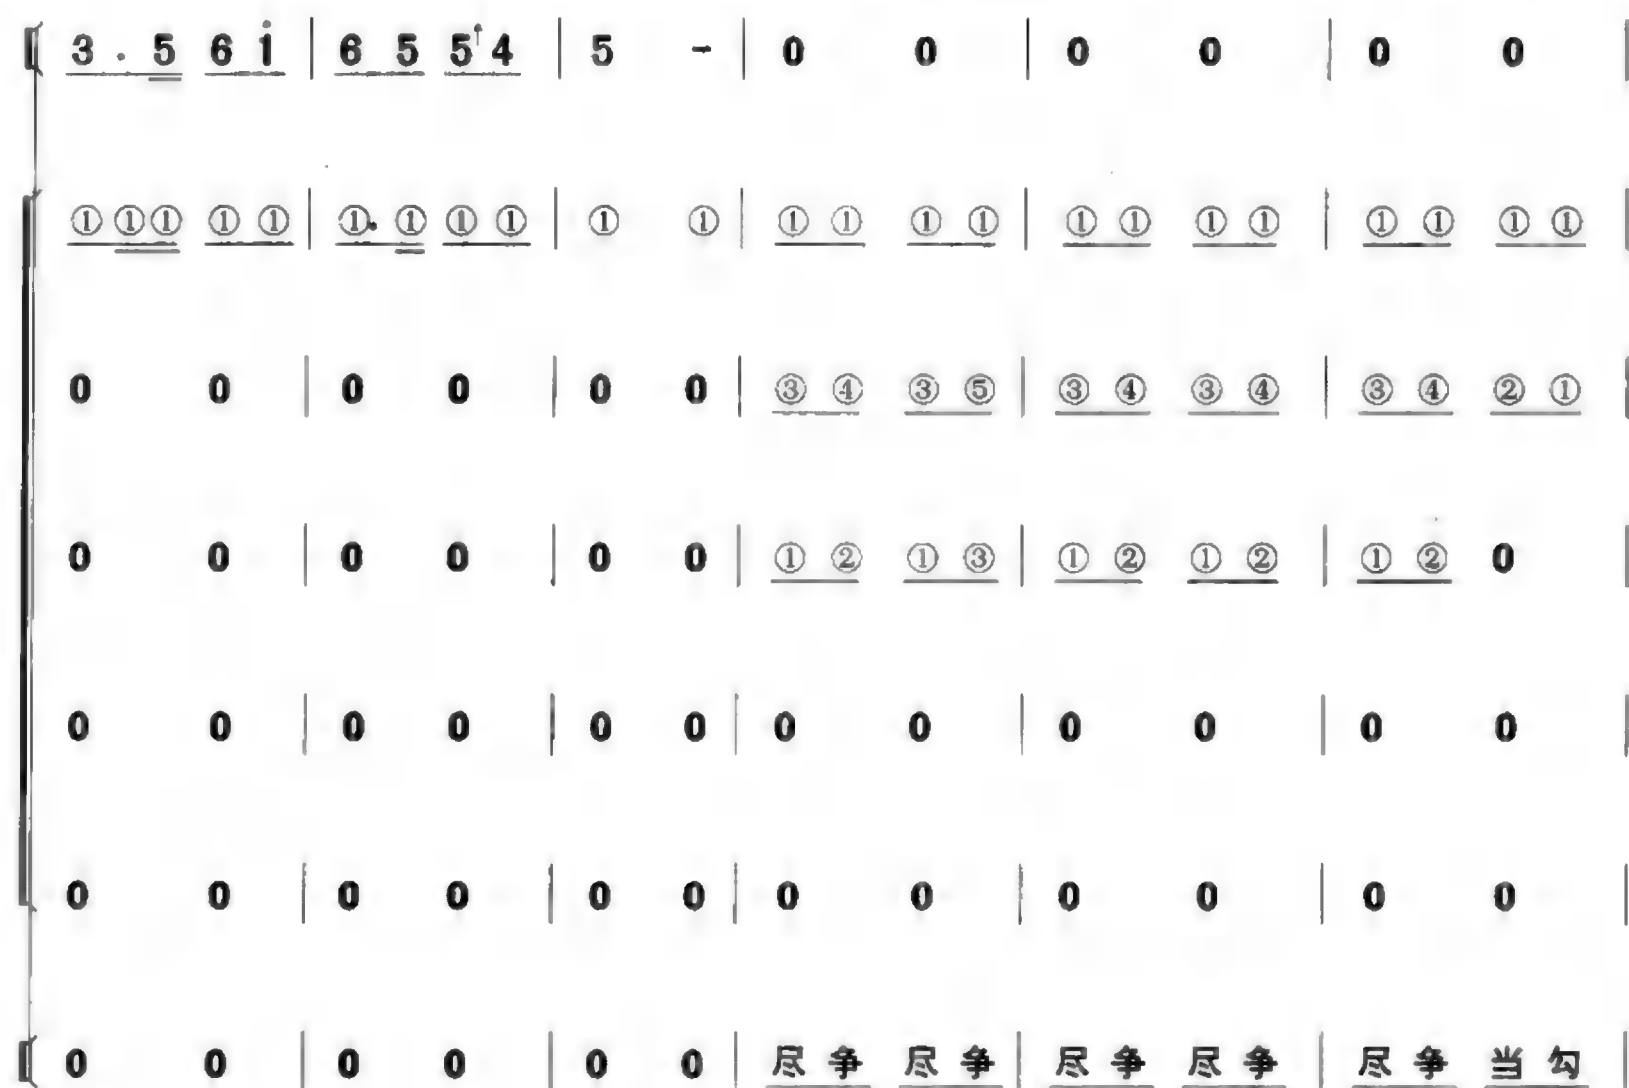 3 . 5 6 i | 6 5 5↑4 | 5 - | 0 0 | 0 0 | 0 0 |
① ①① ① ① | ①. ① ① ① | ① ① | ① ① ① ① | ① ① ① ① | ① ① ① ① |
0 0 | 0 0 | 0 0 | ③ ④ ③ ⑤ | ③ ④ ③ ④ | ③ ④ ② ① |
0 0 | 0 0 | 0 0 | ① ② ① ③ | ① ② ① ② | ① ② 0 |
0 0 | 0 0 | 0 0 | 0 0 | 0 0 | 0 0 |
0 0 | 0 0 | 0 0 | 0 0 | 0 0 | 0 0 |
0 0 | 0 0 | 0 0 | 尽 争 尽 争 | 尽 争 尽 争 | 尽 争 当 勾 |